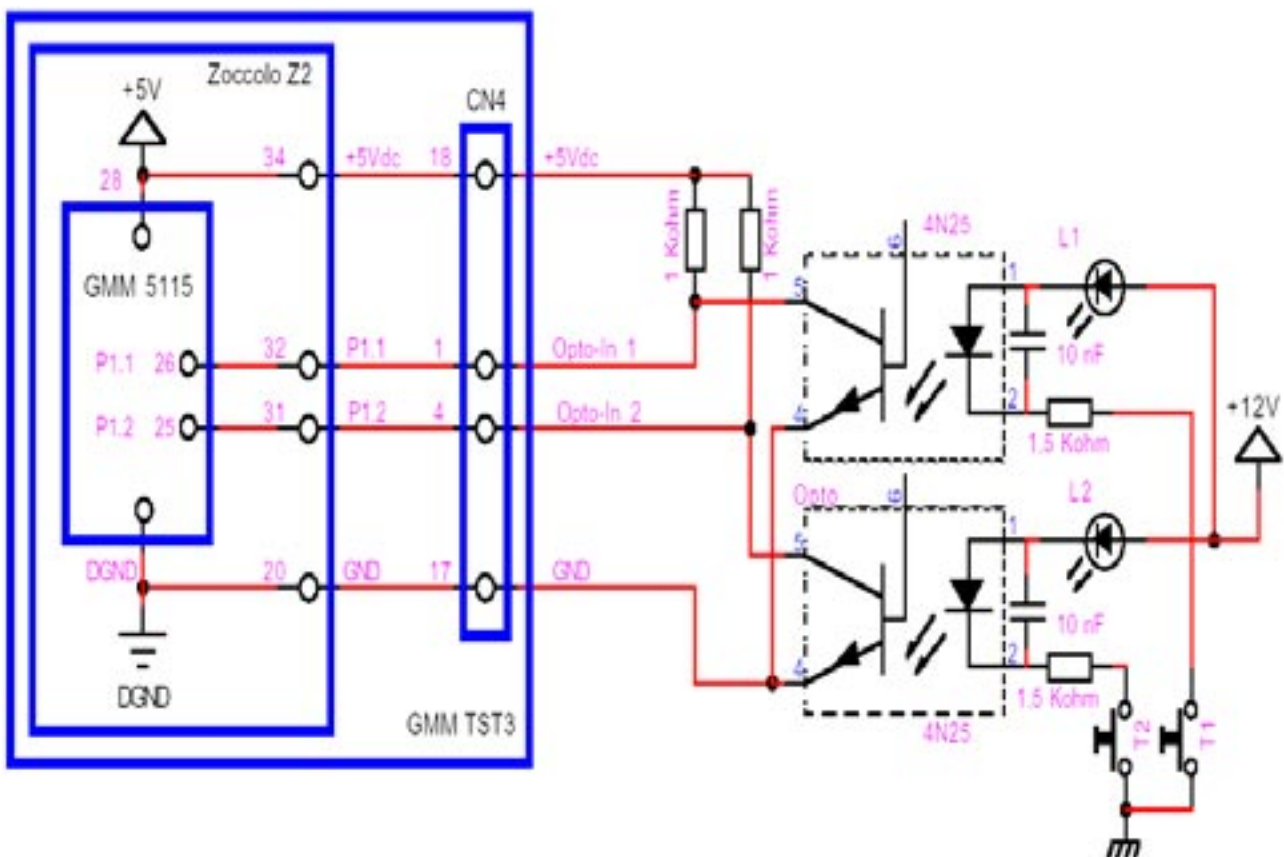 Zoccolo Z2
+5V
CN4
34
+5Vdc
18
+5Vdc
28
1 Kohm
1 Kohm
4N25
6
L1
5
1
GMM 5115
10 nF
P1.1
26
32
P1.1
1
Opto-In 1
P1.2
25
31
P1.2
4
Opto-In 2
4
2
1,5 Kohm
+12V
Opto
6
L2
5
1
DGND
20
GND
17
GND
10 nF
4
2
1,5 Kohm
DGND
GMM TST3
4N25
T2
T1